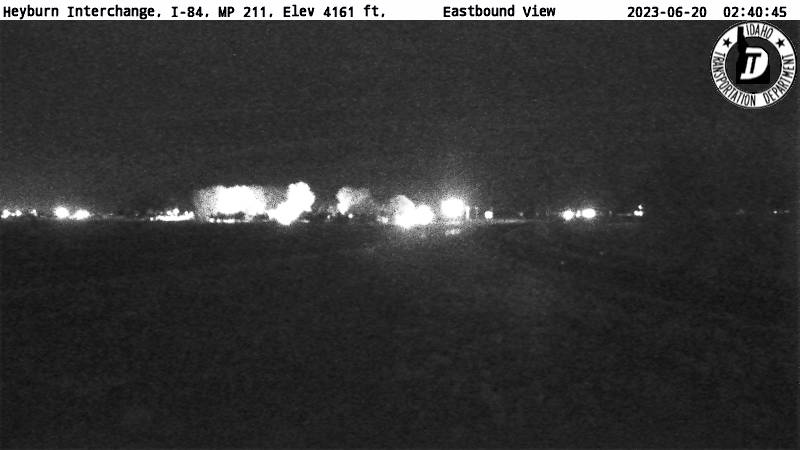 Heyburn Interchange, I-84, MP 211, Elev 4161 ft, Eastbound View 2023-06-20 02:40:45
IDAHO
TRANSPORTATION DEPARTMENT